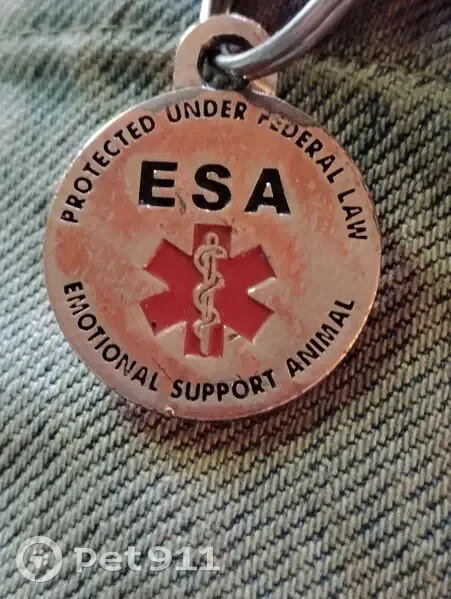 PROTECTED UNDER FEDERAL LAW
ESA
EMOTIONAL SUPPORT ANIMAL
pet911